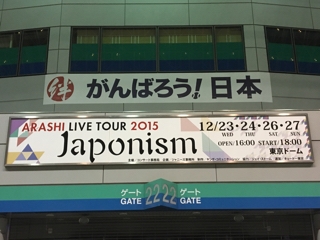 がんばろう!日本
ARASHI LIVE TOUR 2015
Japonism
12/23・24・26・27
WED THU SAT SUN
OPEN/16:00 START/18:00
東京ドーム
ゲート 22 22 ゲート
GATE GATE